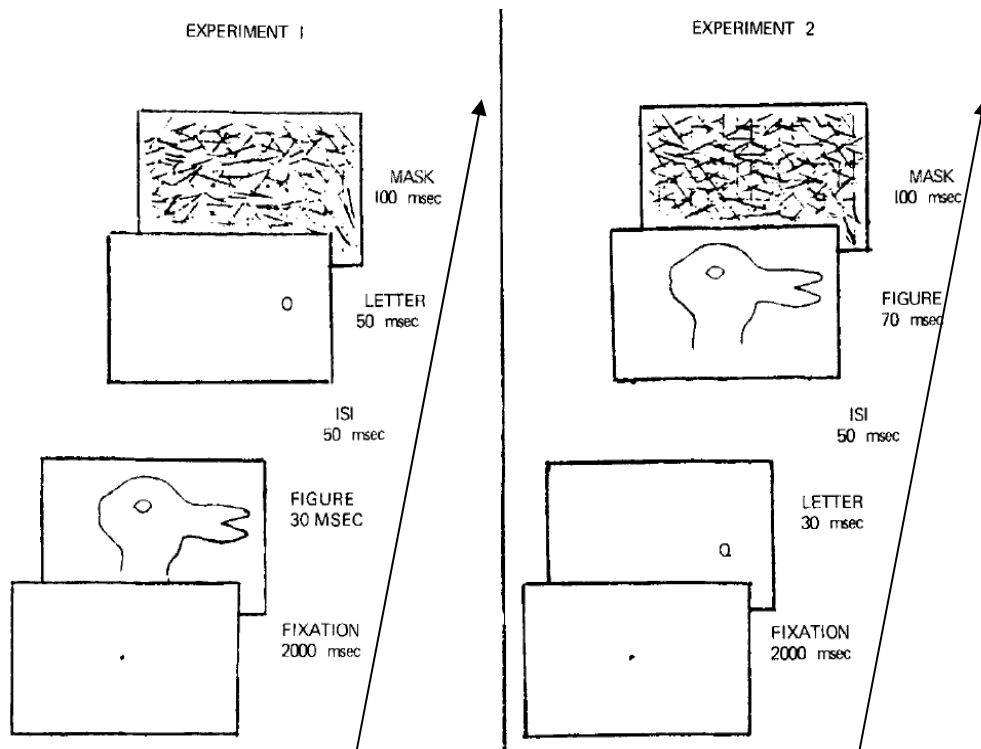 EXPERIMENT 1
MASK
100 msec
O
LETTER
50 msec
ISI
50 msec
FIGURE
30 MSEC
FIXATION
2000 msec
EXPERIMENT 2
MASK
100 msec
FIGURE
70 msec
ISI
50 msec
LETTER
30 msec
Q
FIXATION
2000 msec